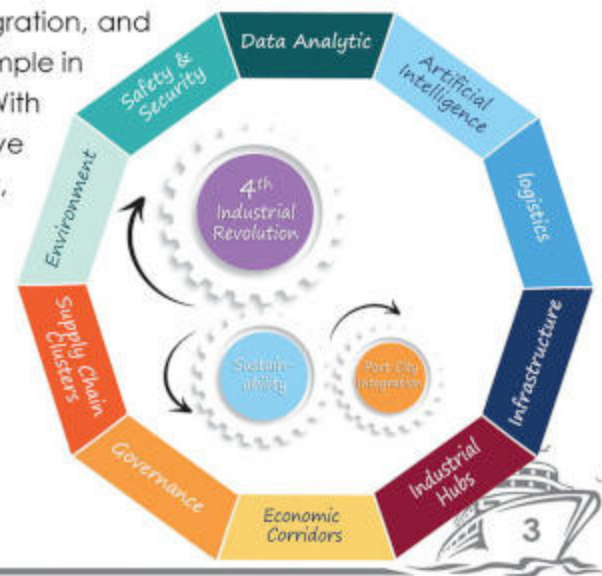 gration, and
mple in
With
ve
,
Data Analytic
Artificial
Intelligence
logistics
Infrastructure
Industrial
Hubs
Economic
Corridors
Governance
Supply Chain
Clusters
Environment
Safety &
Security
4th
Industrial
Revolution
Sustain-
ability
Port City
Integration
3